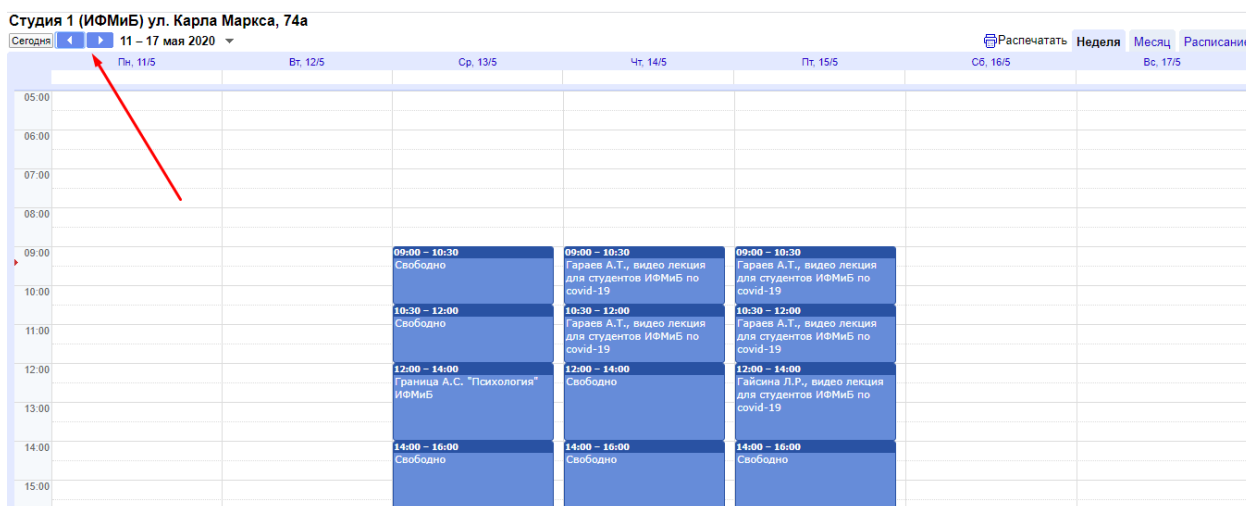 Студия 1 (ИФМиБ) ул. Карла Маркса, 74а
Сегодня 11 – 17 мая 2020 Распечатать Неделя Месяц Расписание
Пн, 11/5 Вт, 12/5 Ср, 13/5 Чт, 14/5 Пт, 15/5 Сб, 16/5 Вс, 17/5
05:00
06:00
07:00
08:00
09:00
10:00
11:00
12:00
13:00
14:00
15:00
09:00 – 10:30
Свободно
10:30 – 12:00
Свободно
12:00 – 14:00
Граница А.С. "Психология"
ИФМиБ
14:00 – 16:00
Свободно
09:00 – 10:30
Гараев А.Т., видео лекция
для студентов ИФМиБ по
covid-19
10:30 – 12:00
Гараев А.Т., видео лекция
для студентов ИФМиБ по
covid-19
12:00 – 14:00
Свободно
14:00 – 16:00
Свободно
09:00 – 10:30
Гараев А.Т., видео лекция
для студентов ИФМиБ по
covid-19
10:30 – 12:00
Гараев А.Т., видео лекция
для студентов ИФМиБ по
covid-19
12:00 – 14:00
Гайсина Л.Р., видео лекция
для студентов ИФМиБ по
covid-19
14:00 – 16:00
Свободно